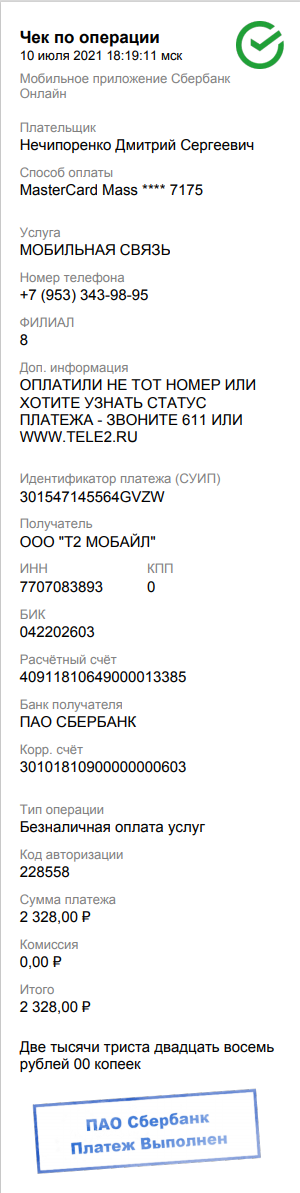 Чек по операции
10 июля 2021 18:19:11 мск
Мобильное приложение Сбербанк
Онлайн
Плательщик
Нечипоренко Дмитрий Сергеевич
Способ оплаты
MasterCard Mass **** 7175
Услуга
МОБИЛЬНАЯ СВЯЗЬ
Номер телефона
+7 (953) 343-98-95
ФИЛИАЛ
8
Доп. информация
ОПЛАТИЛИ НЕ ТОТ НОМЕР ИЛИ
ХОТИТЕ УЗНАТЬ СТАТУС
ПЛАТЕЖА - ЗВОНИТЕ 611 ИЛИ
WWW.TELE2.RU
Идентификатор платежа (СУИП)
301547145564GVZW
Получатель
ООО "Т2 МОБАЙЛ"
ИНН КПП
7707083893 0
БИК
042202603
Расчётный счёт
40911810649000013385
Банк получателя
ПАО СБЕРБАНК
Корр. счёт
30101810900000000603
Тип операции
Безналичная оплата услуг
Код авторизации
228558
Сумма платежа
2 328,00 ₽
Комиссия
0,00 ₽
Итого
2 328,00 ₽
Две тысячи триста двадцать восемь
рублей 00 копеек
ПАО Сбербанк
Платеж Выполнен